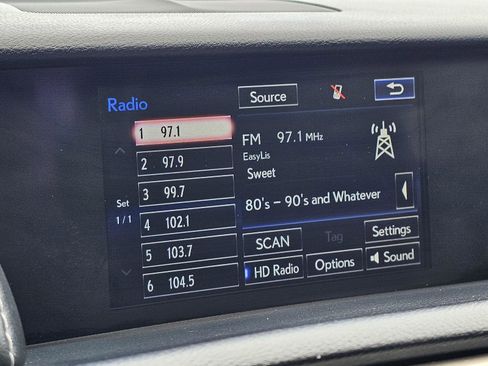 Radio
Source
1 97.1
2 97.9
3 99.7
4 102.1
5 103.7
6 104.5
Set
1/1
FM 97.1 MHz
EasyLis
Sweet
80's – 90's and Whatever
SCAN
Tag
Settings
HD Radio
Options
Sound